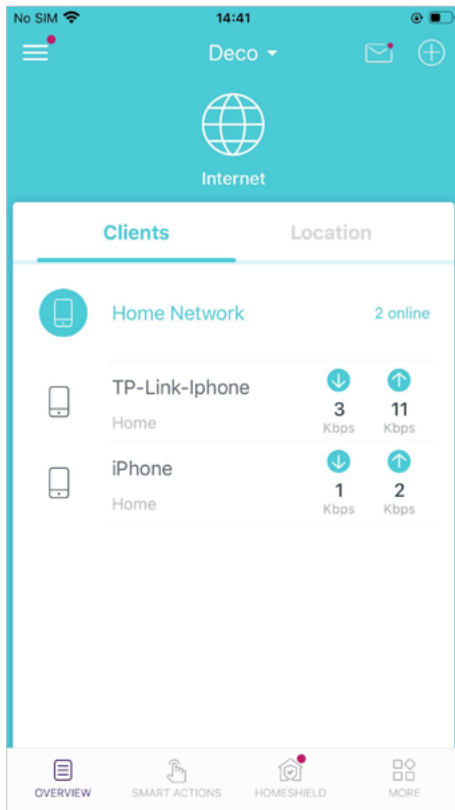 No SIM 14:41
Deco
Internet
Clients Location
Home Network 2 online
TP-Link-Iphone 3 11
Home Kbps Kbps
iPhone 1 2
Home Kbps Kbps
OVERVIEW SMART ACTIONS HOMESHIELD MORE